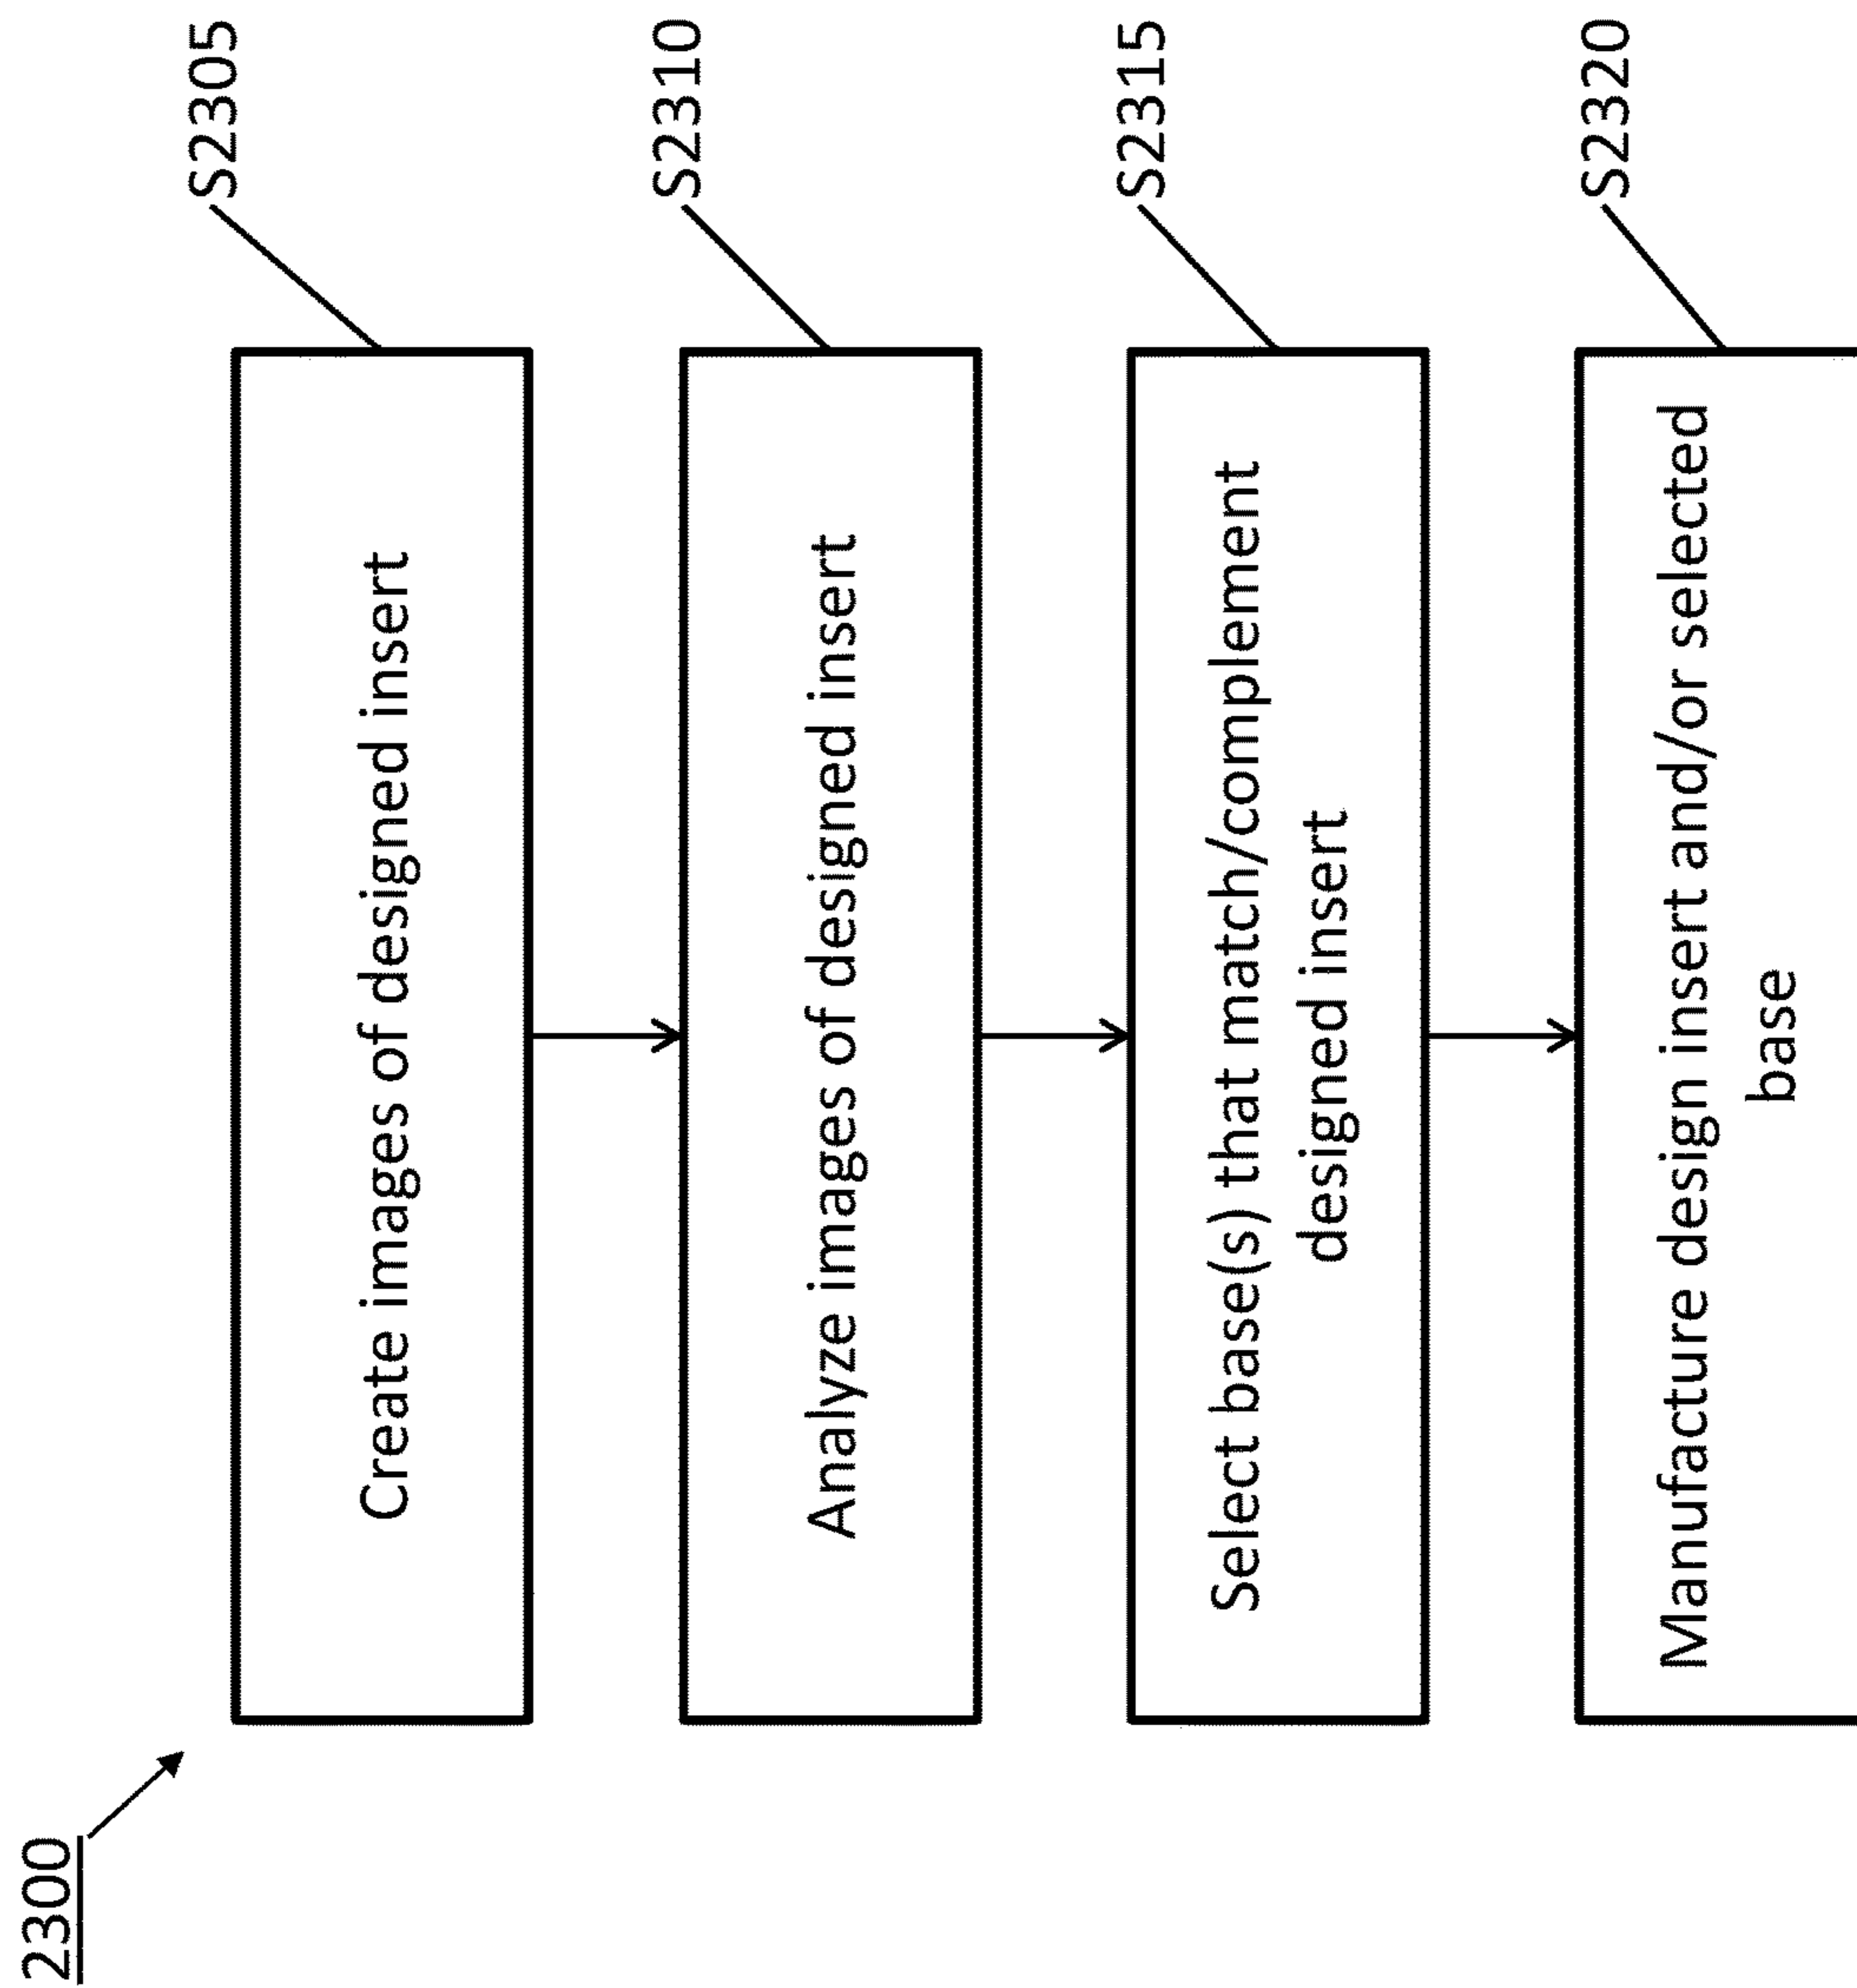 2300
Create images of designed insert
S2305
Analyze images of designed insert
S2310
Select base(s) that match/complement
designed insert
S2315
Manufacture design insert and/or selected
base
S2320